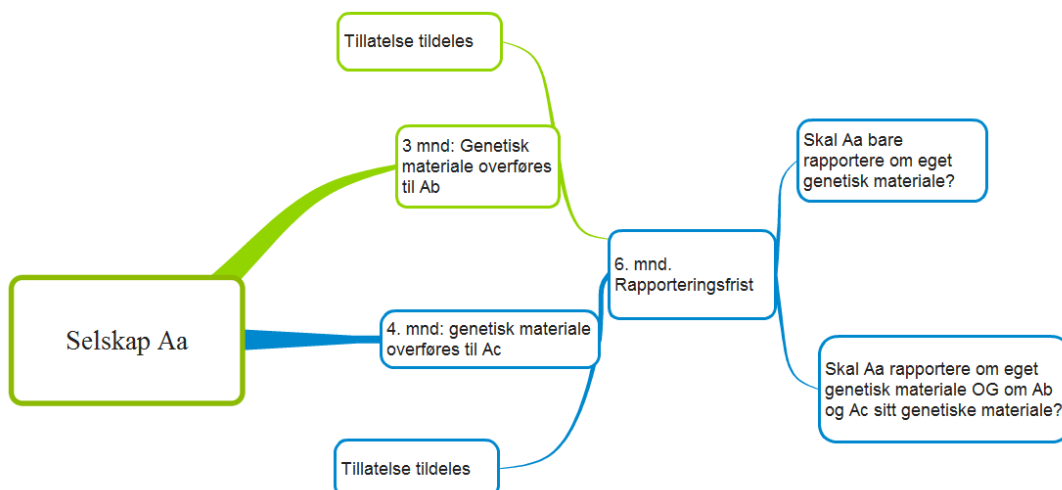 Tillatelse tildeles
3 mnd: Genetisk
materiale overføres
til Ab
Selskap Aa
4. mnd: genetisk materiale
overføres til Ac
Tillatelse tildeles
6. mnd.
Rapporteringsfrist
Skal Aa bare
rapportere om eget
genetisk materiale?
Skal Aa rapportere om eget
genetisk materiale OG om Ab
og Ac sitt genetiske materiale?